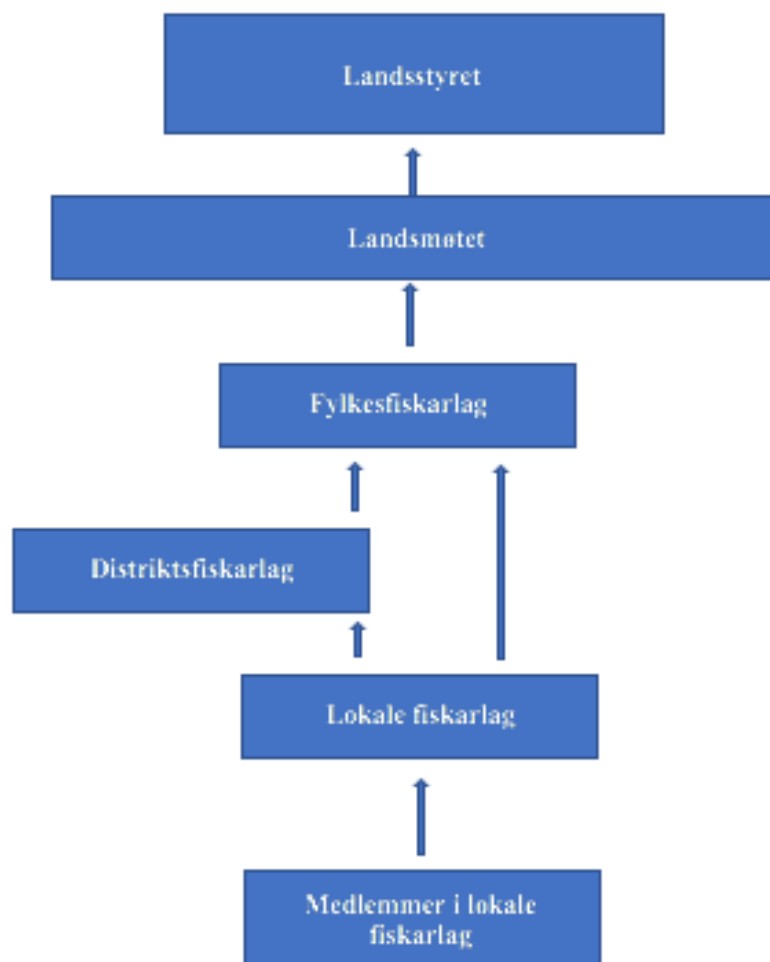 Landsstyret
Landsmøtet
Fylkesfiskarlag
Distriktsfiskarlag
Lokale fiskarlag
Medlemmer i lokale
fiskarlag